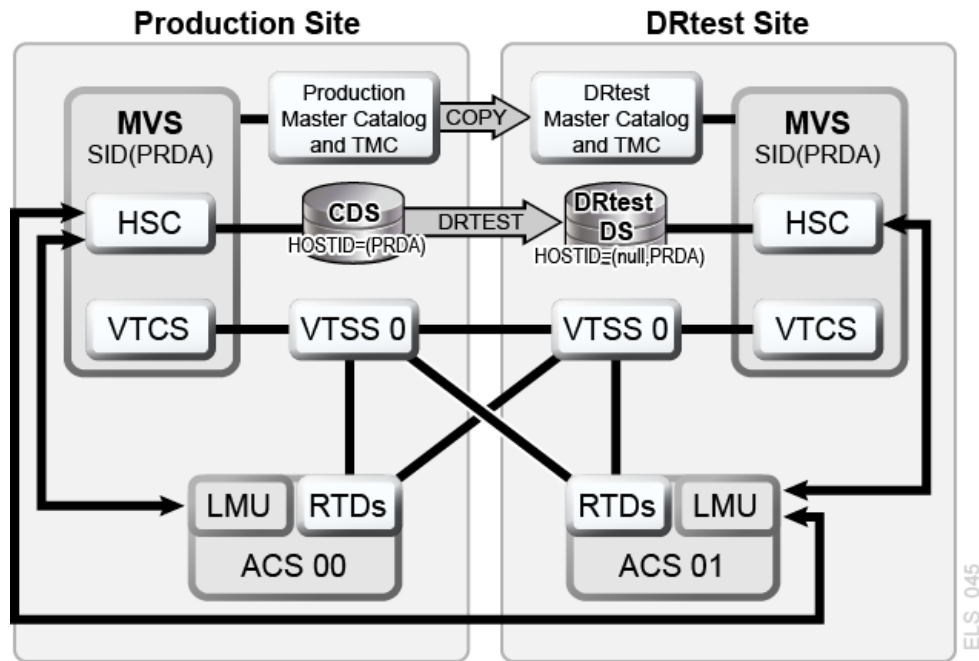 Production Site
DRtest Site
MVS
SID(PRDA)
Production
Master Catalog
and TMC
COPY
DRtest
Master Catalog
and TMC
MVS
SID(PRDA)
HSC
CDS
HOSTID=(PRDA)
DRTEST
DRtest
DS
HOSTID=(null,PRDA)
HSC
VTCS
VTSS 0
VTSS 0
VTCS
LMU
RTDs
ACS 00
RTDs
LMU
ACS 01
ELS_045